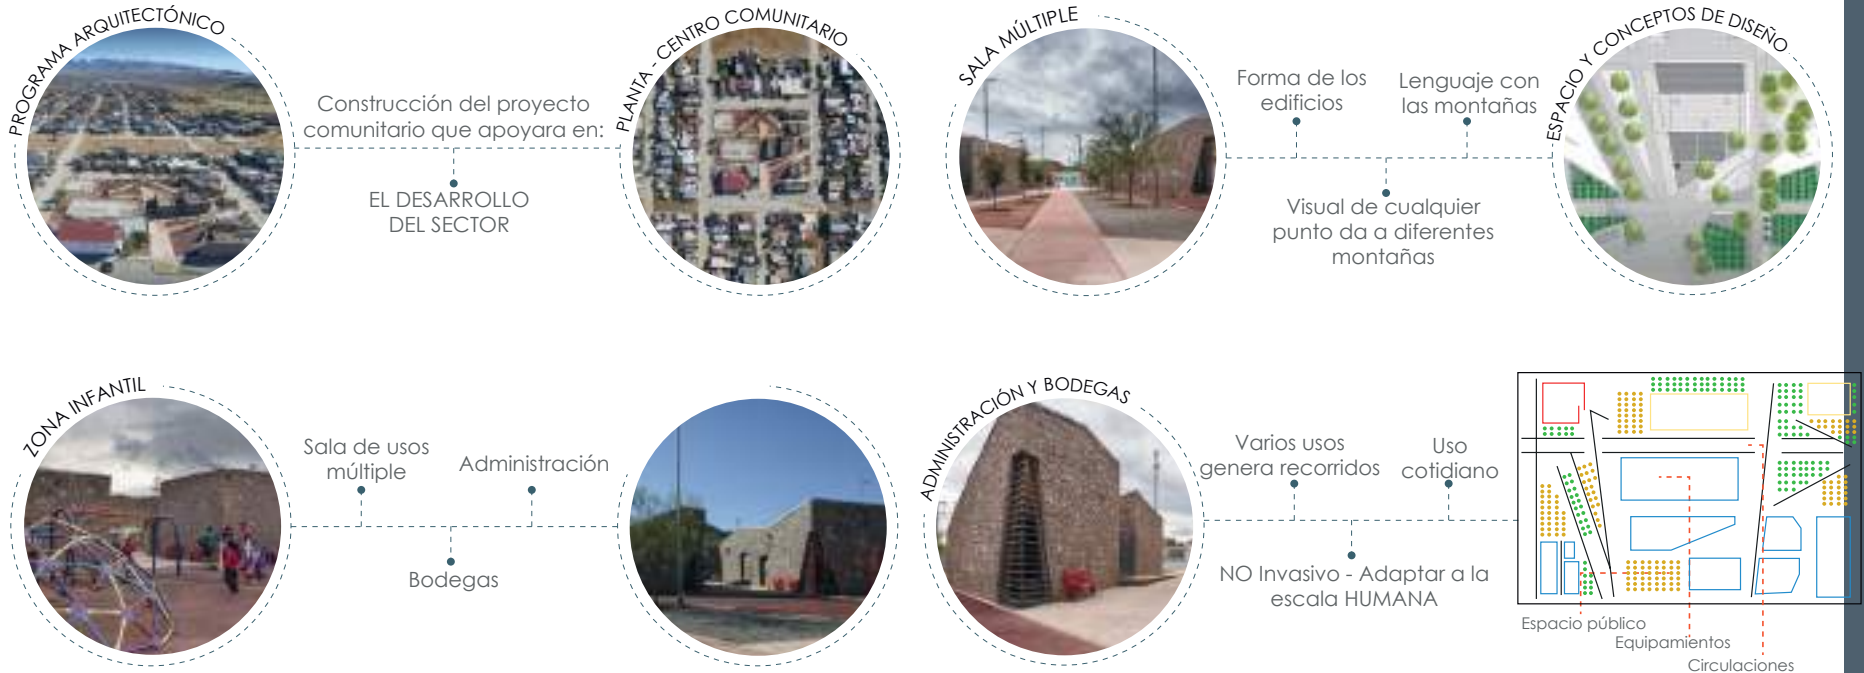 PROGRAMA ARQUITECTÓNICO
Construcción del proyecto
comunitario que apoyara en:
EL DESARROLLO
DEL SECTOR
PLANTA - CENTRO COMUNITARIO
SALA MÚLTIPLE
Forma de los
edificios
Lenguaje con
las montañas
Visual de cualquier
punto da a diferentes
montañas
ESPACIO Y CONCEPTOS DE DISEÑO
ZONA INFANTIL
Sala de usos
múltiple
Administración
Bodegas
ADMINISTRACIÓN Y BODEGAS
Varios usos
genera recorridos
Uso
cotidiano
NO Invasivo - Adaptar a la
escala HUMANA
Espacio público
Equipamientos
Circulaciones